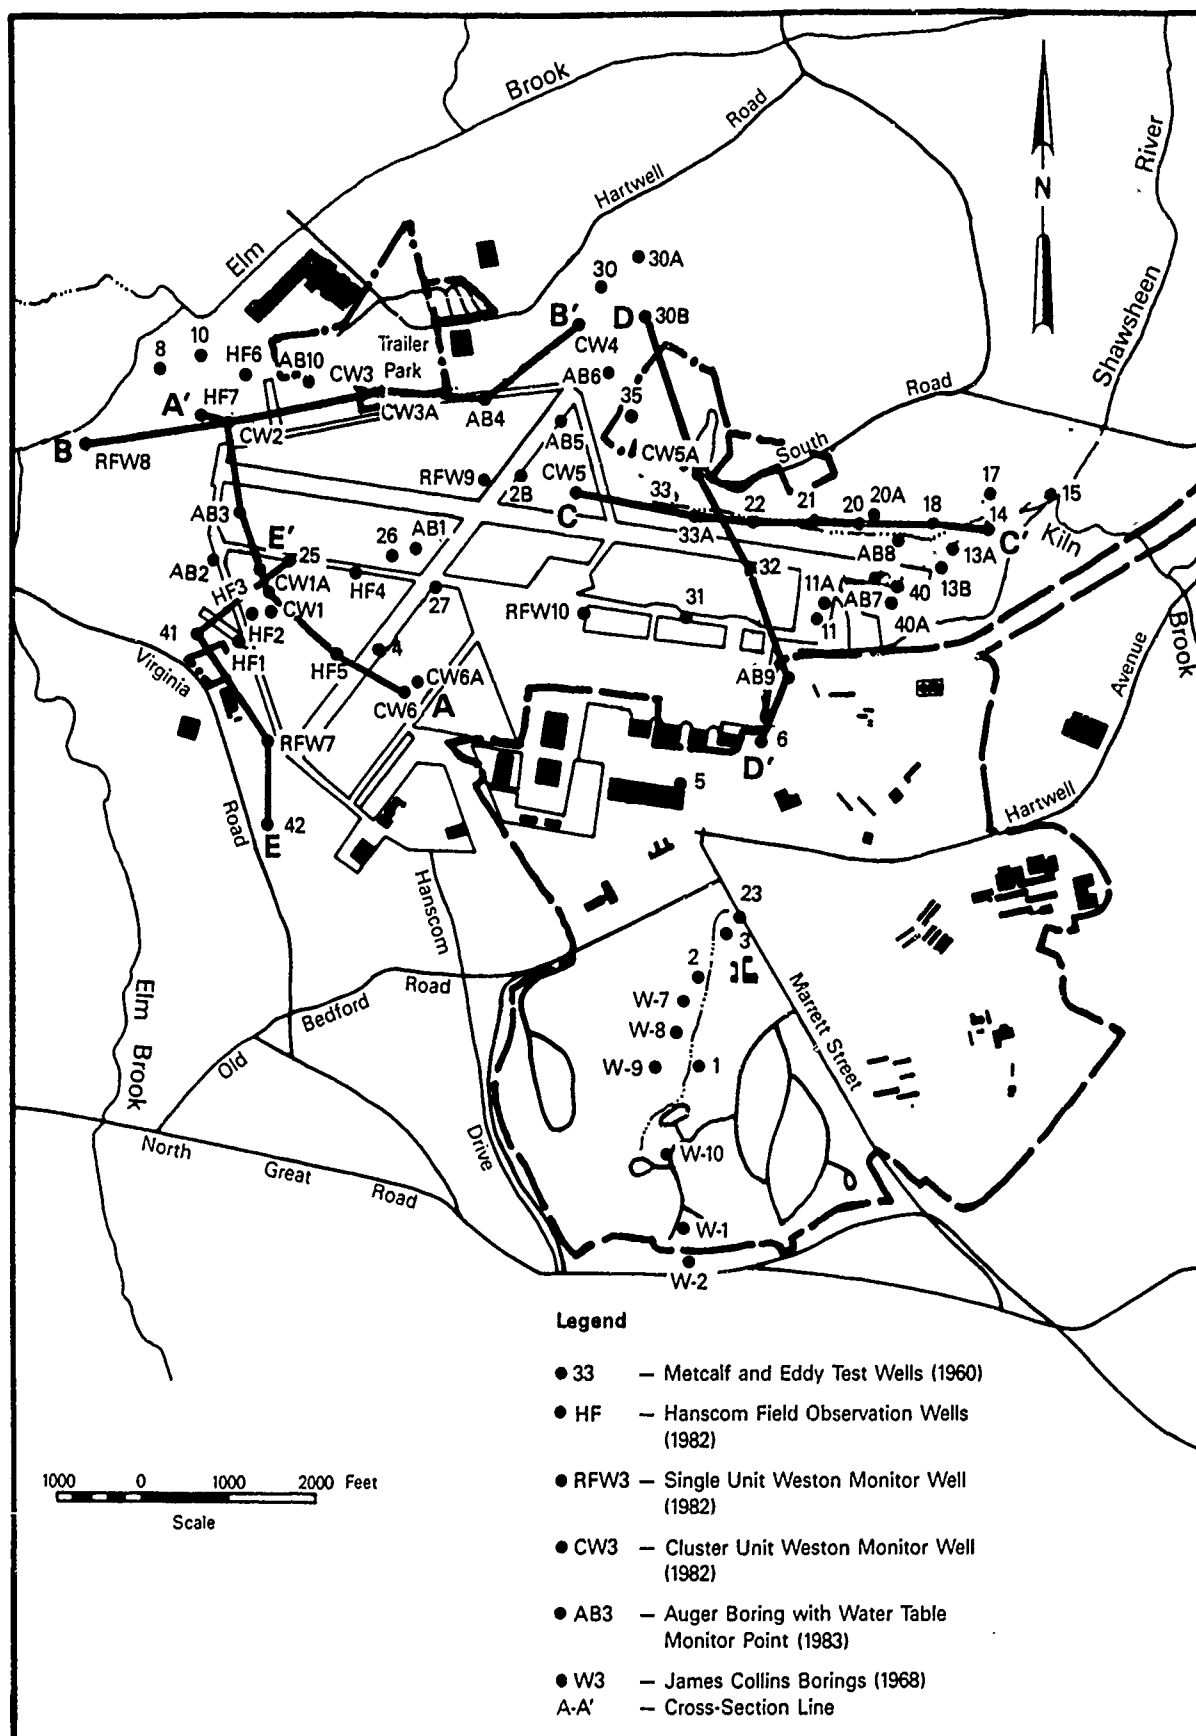 Brook
Road
River
Hartwell
N
Elm
30A
30
Shawsheen
B'
D
30B
10
8
HF6
AB10
Trailer
Park
CW4
CW3
AB6
Road
A'
HF7
CW3A
AB4
35
B
RFW8
CW2
AB5
South
CW5A
RFW9
2B
CW5
33
17
15
C
22
21
20
20A
18
14
33A
C'
Kiln
AB3
E'
26
AB1
AB8
13A
AB2
25
32
HF3
CW1A
HF4
27
11A
40
13B
CW1
RFW10
31
AB7
41
HF2
11
40A
Brook
HF1
Virginia
HF5
4
CW6A
AB9
Avenue
CW6
A
RFW7
6
D'
5
Road
42
E
Hartwell
Hanscom
23
3
2
Road
W-7
Marrett Street
Bedford
W-8
Elm Brook
Old
W-9
1
North
Great
Road
Drive
W-10
W-1
W-2
Legend
33 – Metcalf and Eddy Test Wells (1960)
HF – Hanscom Field Observation Wells
(1982)
1000 0 1000 2000 Feet
Scale
RFW3 – Single Unit Weston Monitor Well
(1982)
CW3 – Cluster Unit Weston Monitor Well
(1982)
AB3 – Auger Boring with Water Table
Monitor Point (1983)
W3 – James Collins Borings (1968)
A-A' – Cross-Section Line